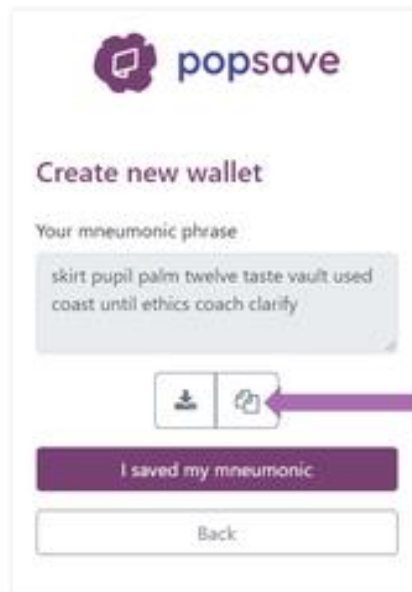 popsave
Create new wallet
Your mneumonic phrase
skirt pupil palm twelve taste vault used
coast until ethics coach clarify
I saved my mneumonic
Back